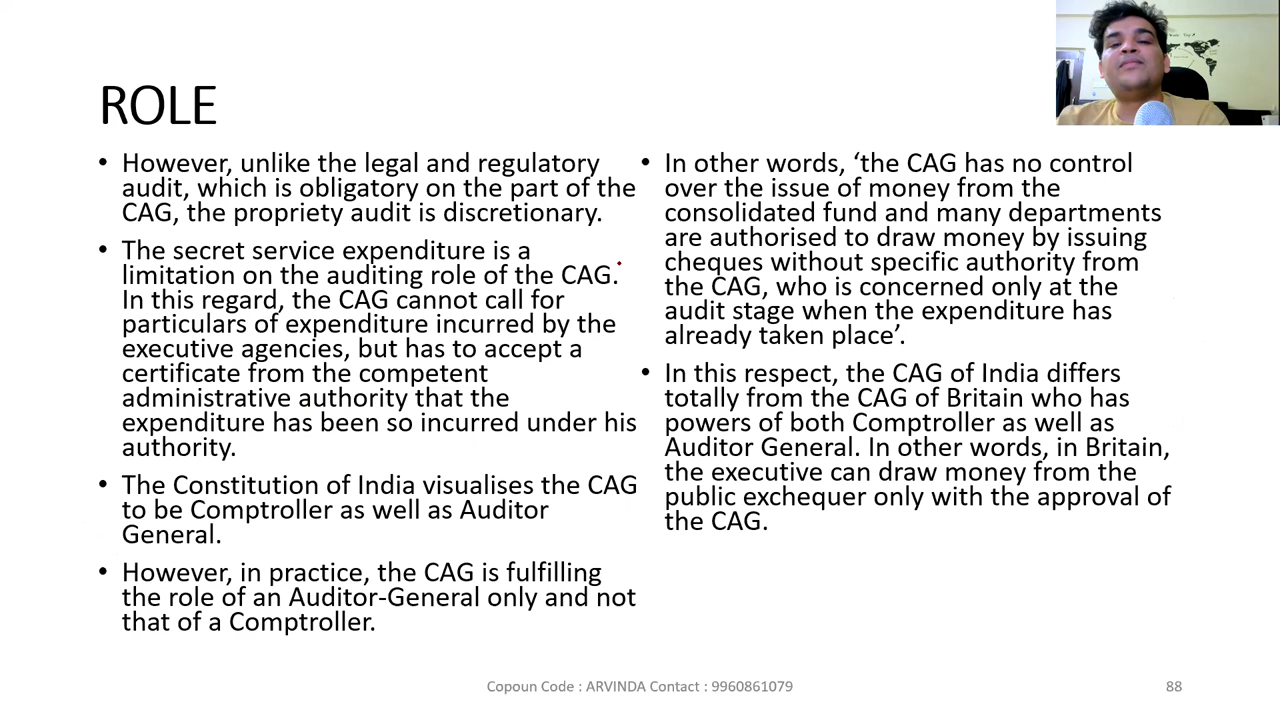 ROLE
• However, unlike the legal and regulatory
audit, which is obligatory on the part of the
CAG, the propriety audit is discretionary.
• The secret service expenditure is a
limitation on the auditing role of the CAG.
In this regard, the CAG cannot call for
particulars of expenditure incurred by the
executive agencies, but has to accept a
certificate from the competent
administrative authority that the
expenditure has been so incurred under his
authority.
• The Constitution of India visualises the CAG
to be Comptroller as well as Auditor
General.
• However, in practice, the CAG is fulfilling
the role of an Auditor-General only and not
that of a Comptroller.
• In other words, ‘the CAG has no control
over the issue of money from the
consolidated fund and many departments
are authorised to draw money by issuing
cheques without specific authority from
the CAG, who is concerned only at the
audit stage when the expenditure has
already taken place’.
• In this respect, the CAG of India differs
totally from the CAG of Britain who has
powers of both Comptroller as well as
Auditor General. In other words, in Britain,
the executive can draw money from the
public exchequer only with the approval of
the CAG.
Copoun Code : ARVINDA Contact : 9960861079
88